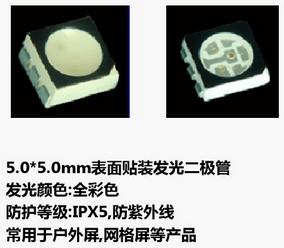 5.0*5.0mm表面贴装发光二极管
发光颜色:全彩色
防护等级:IPX5,防紫外线
常用于户外屏,网格屏等产品